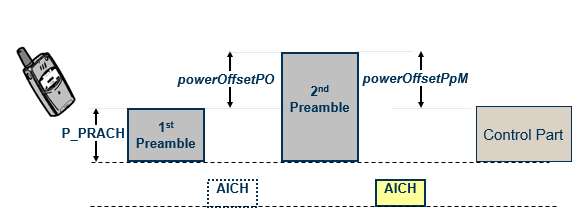 powerOffsetPO
powerOffsetPpM
2nd
Preamble
P_PRACH
1st
Preamble
Control Part
AICH
AICH